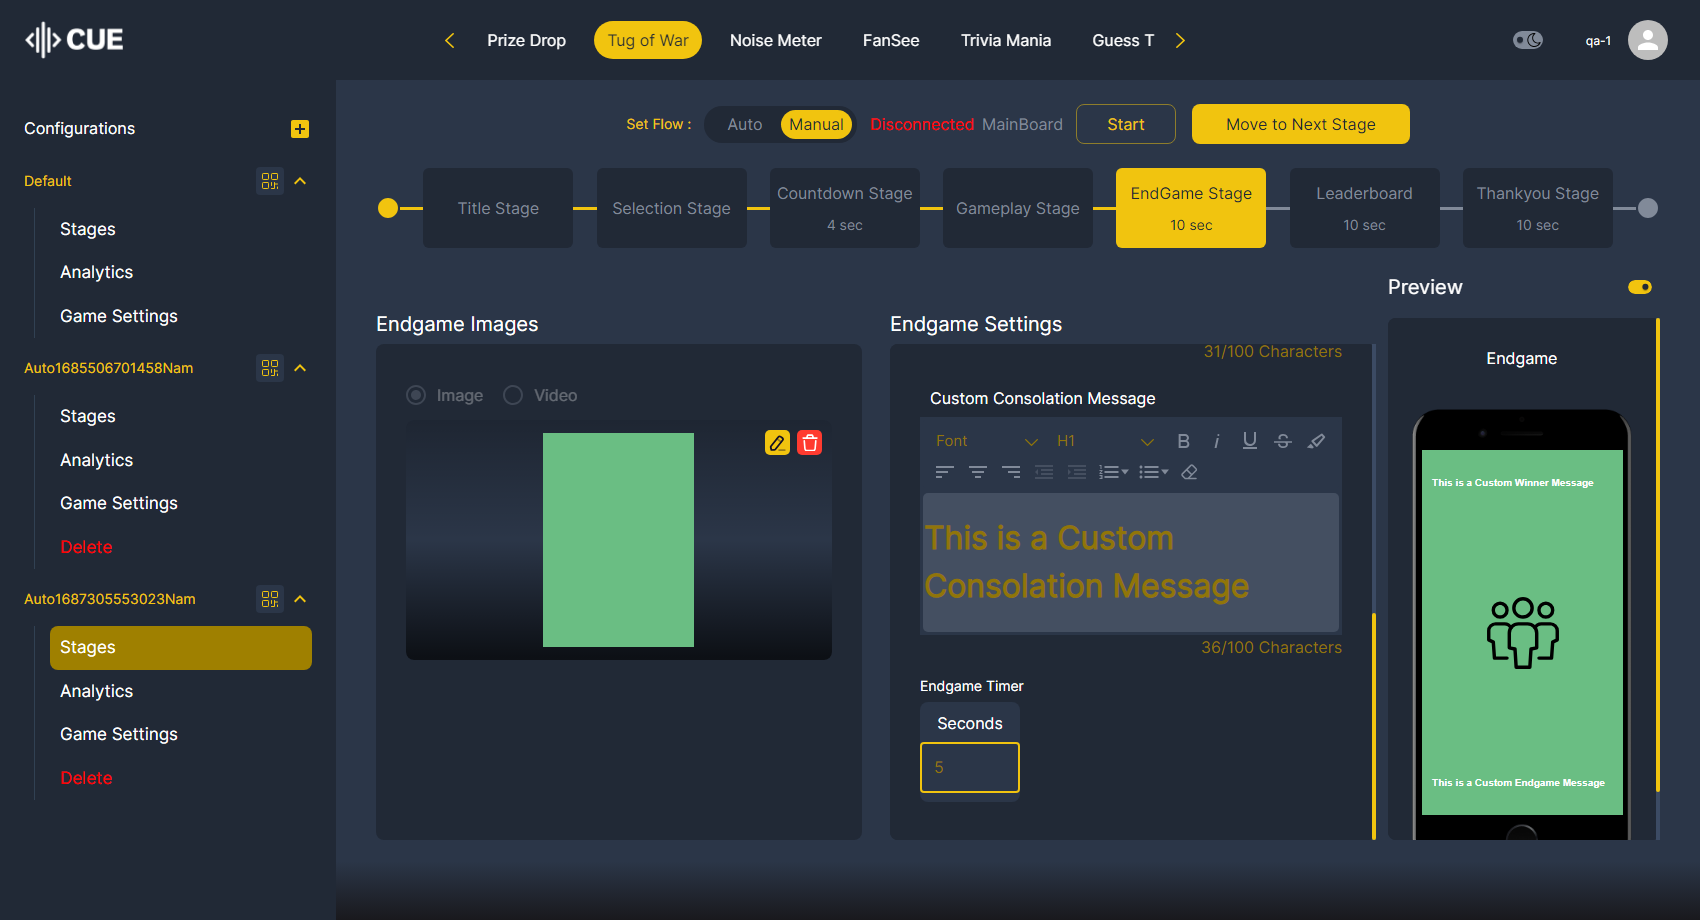 CUE
Prize Drop
Tug of War
Noise Meter
FanSee
Trivia Mania
Guess T
qa-1
Configurations
Default
Stages
Analytics
Game Settings
Auto1685506701458Nam
Stages
Analytics
Game Settings
Delete
Auto1687305553023Nam
Stages
Analytics
Game Settings
Delete
Set Flow :
Auto
Manual
Disconnected MainBoard
Start
Move to Next Stage
Title Stage
Selection Stage
Countdown Stage
4 sec
Gameplay Stage
EndGame Stage
10 sec
Leaderboard
10 sec
Thankyou Stage
10 sec
Endgame Images
Image
Video
Endgame Settings
31/100 Characters
Custom Consolation Message
Font
H1
B i U S
This is a Custom
Consolation Message
36/100 Characters
Endgame Timer
Seconds
5
Preview
Endgame
This is a Custom Winner Message
This is a Custom Endgame Message